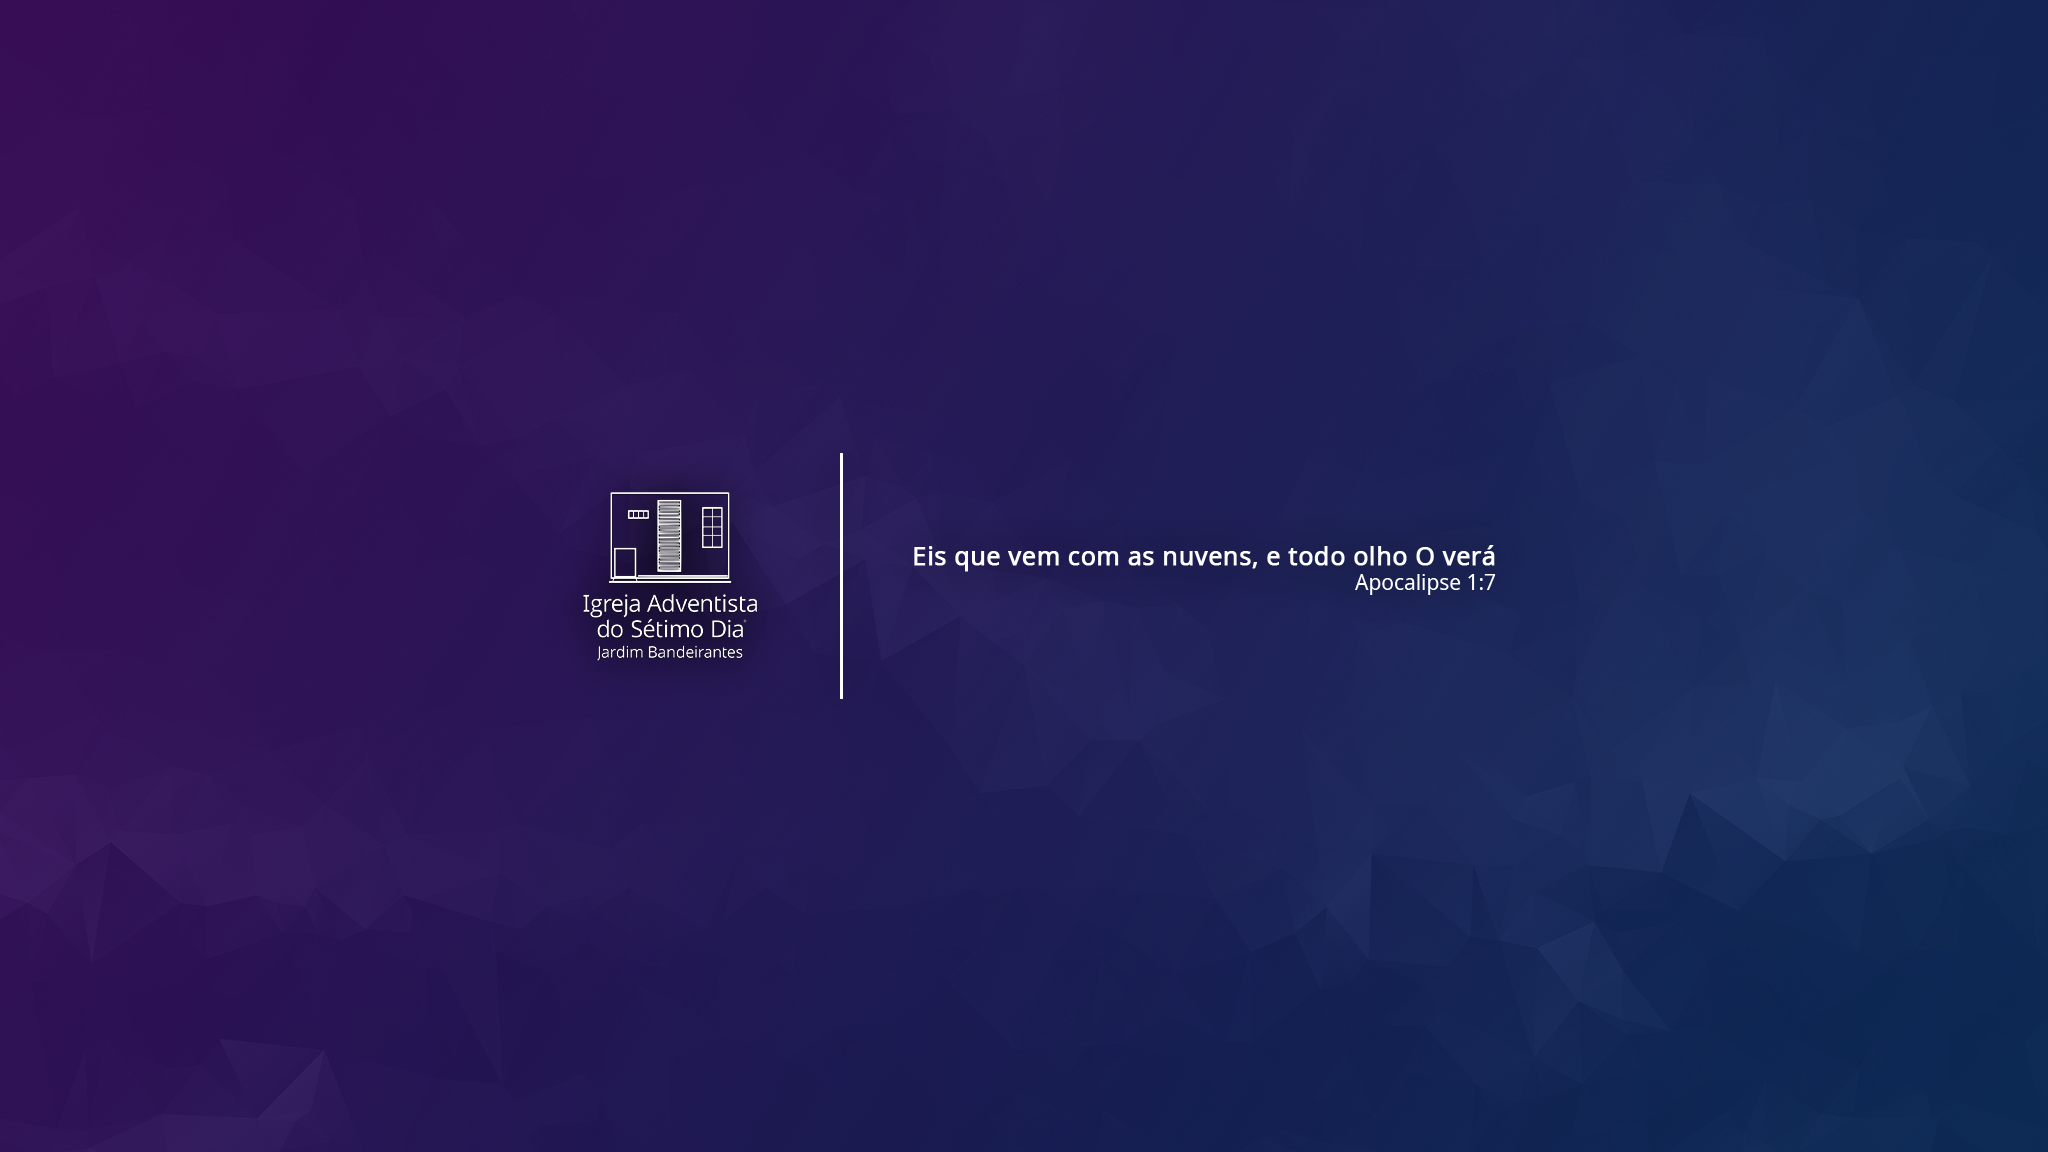 Igreja Adventista
do Sétimo Dia
Jardim Bandeirantes
Eis que vem com as nuvens, e todo olho O verá
Apocalipse 1:7